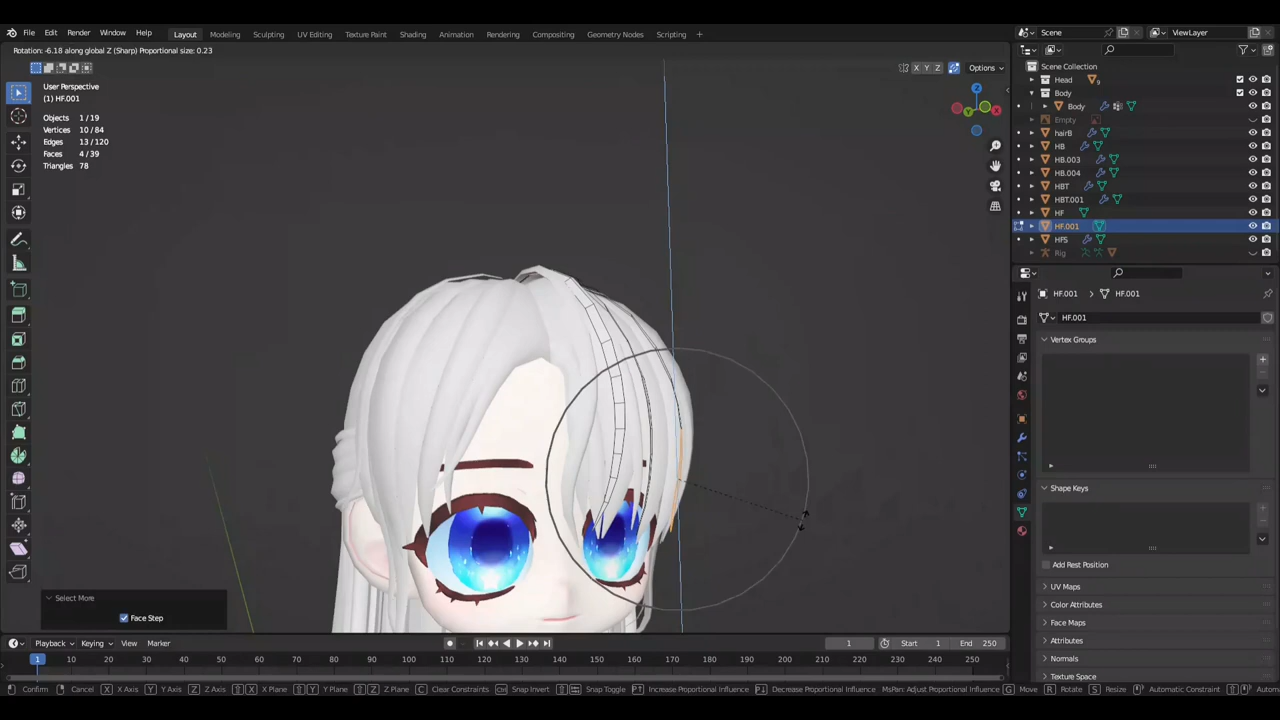 File Edit Render Window Help Layout Modeling Sculpting UV Editing Texture Paint Shading Animation Rendering Compositing Geometry Nodes Scripting + Scene ViewLayer
Rotation: -6.18 along global Z (Sharp) Proportional size: 0.23
X Y Z Options
User Perspective
(1) HF.001
Objects 1 / 19
Vertices 10 / 84
Edges 13 / 120
Faces 4 / 39
Triangles 78
Z
Y
X
Scene Collection
Head 9
Body
Body
Empty
hairB
HB
HB.003
HB.004
HBT
HBT.001
HF
HF.001
HFS
Rig
HF.001 HF.001
HF.001
Vertex Groups
Shape Keys
Add Rest Position
UV Maps
Color Attributes
Face Maps
Attributes
Normals
Texture Space
Select More
Face Step
Playback Keying View Marker 1 Start 1 End 250
1 10 20 30 40 50 60 70 80 90 100 110 120 130 140 150 160 170 180 190 200 210 220 230 240 250
Confirm Cancel X X Axis Y Y Axis Z Z Axis X X Plane Y Y Plane Z Z Plane C Clear Constraints Ctrl Snap Invert Snap Toggle Increase Proportional Influence Decrease Proportional Influence MsPan: Adjust Proportional Influence G Move R Rotate S Resize Automatic Constraint